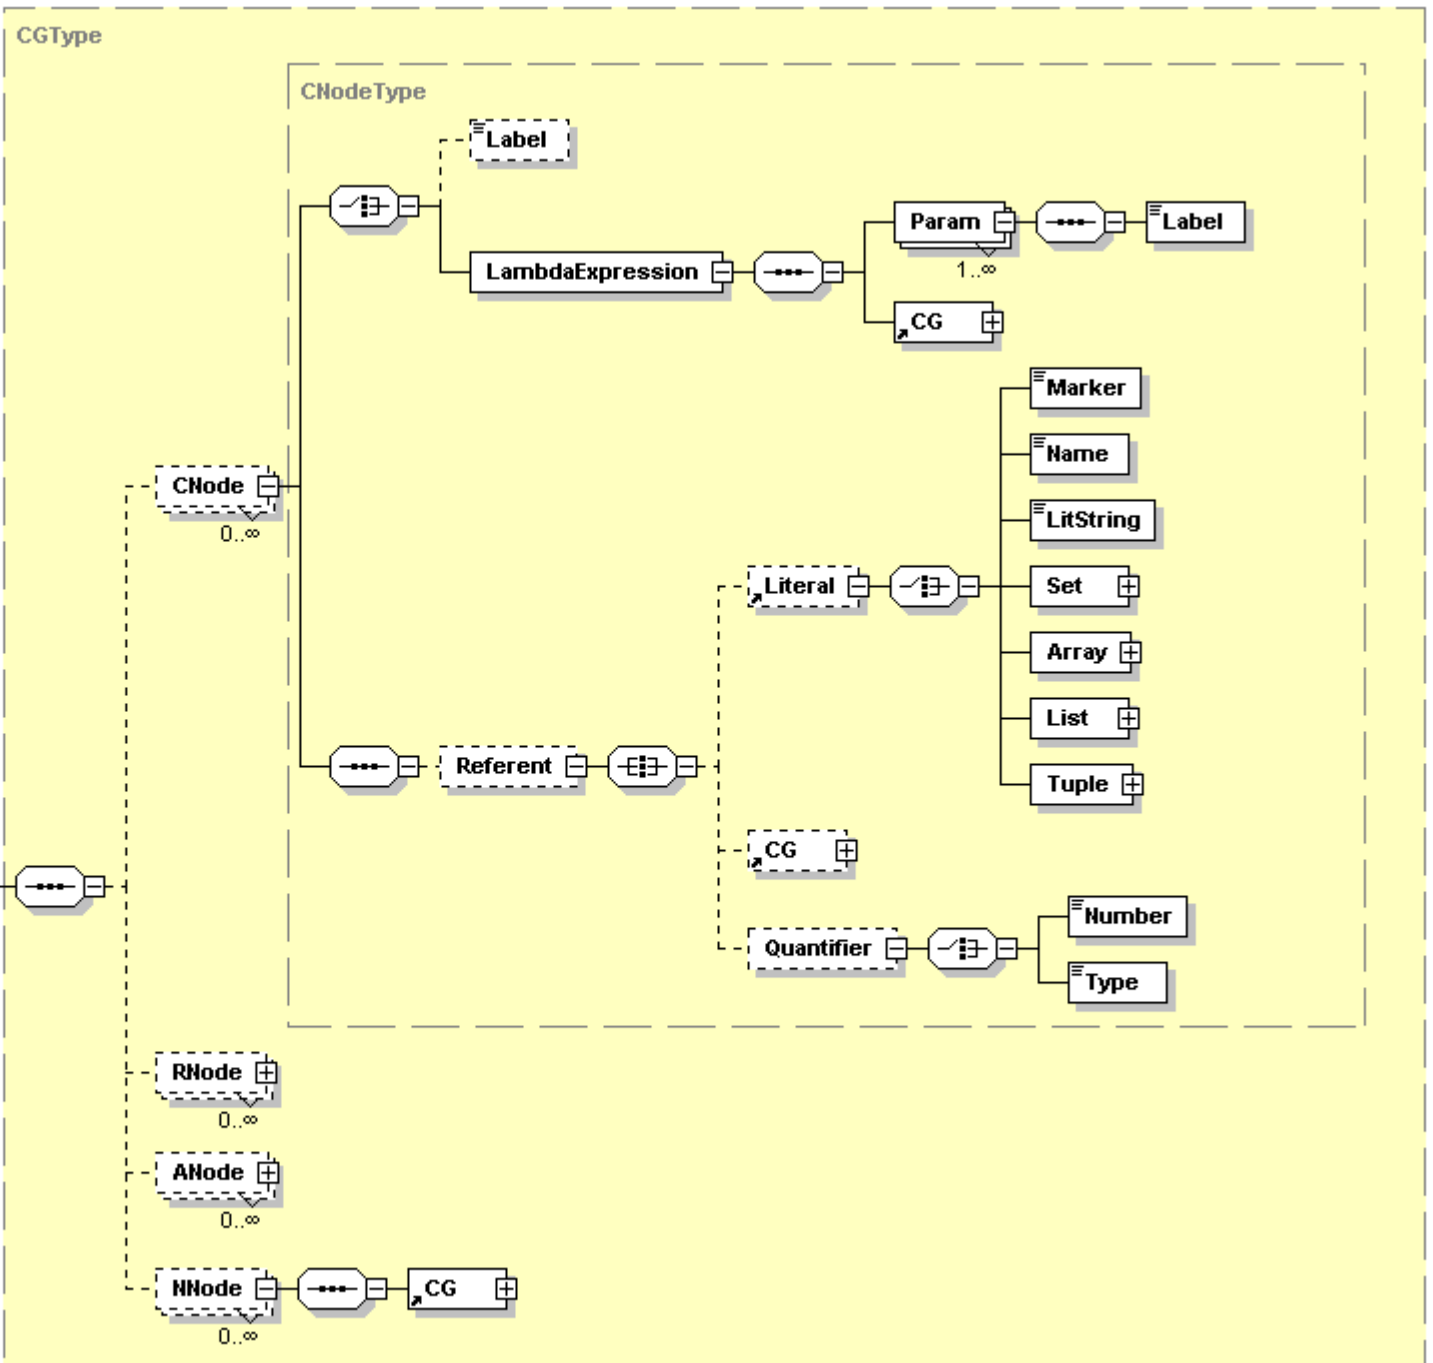 CGType
CNodeType
Label
Param
Label
1..∞
LambdaExpression
CG
Marker
Name
CNode
0..∞
LitString
Literal
Set
Array
List
Referent
Tuple
CG
Number
Quantifier
Type
RNode
0..∞
ANode
0..∞
NNode
CG
0..∞